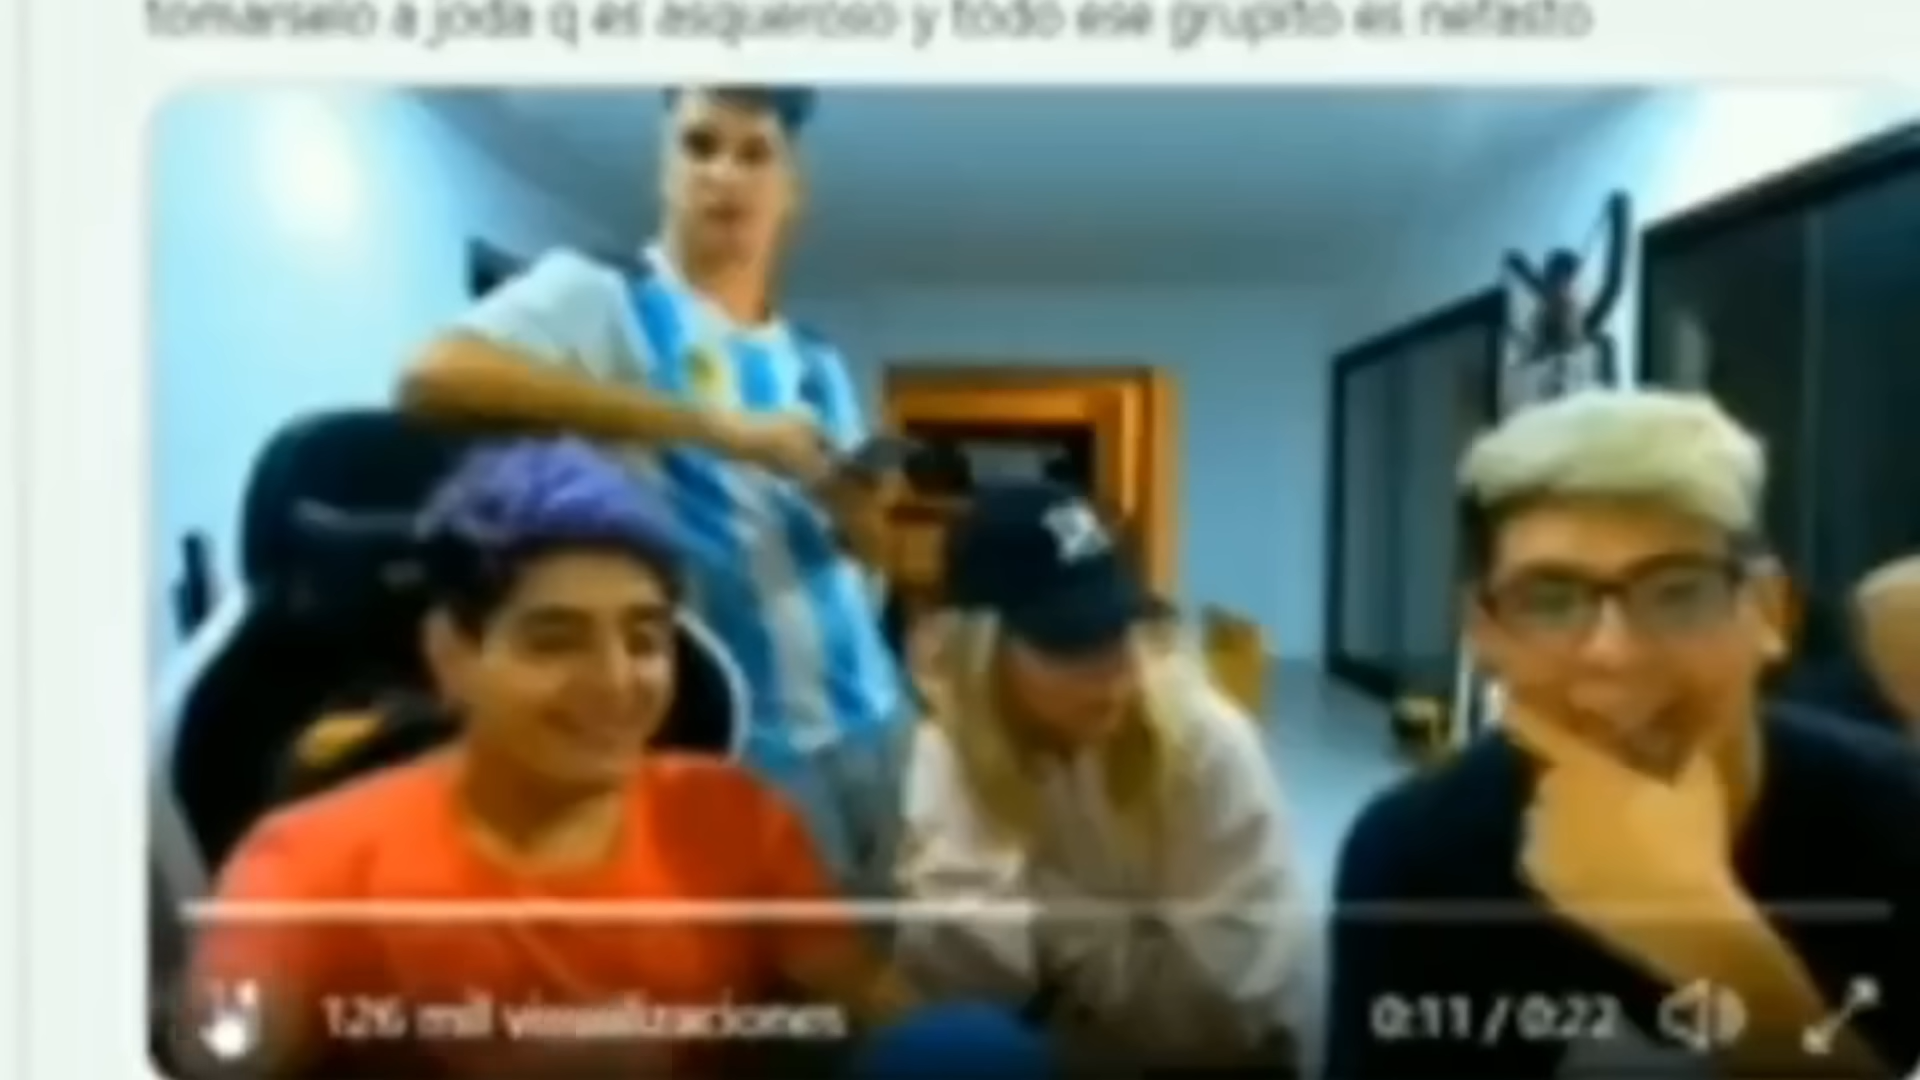 tomarselo a joda q es asqueroso y todo ese grupito es nefasto
126 mil visualizaciones
0:11 / 0:22